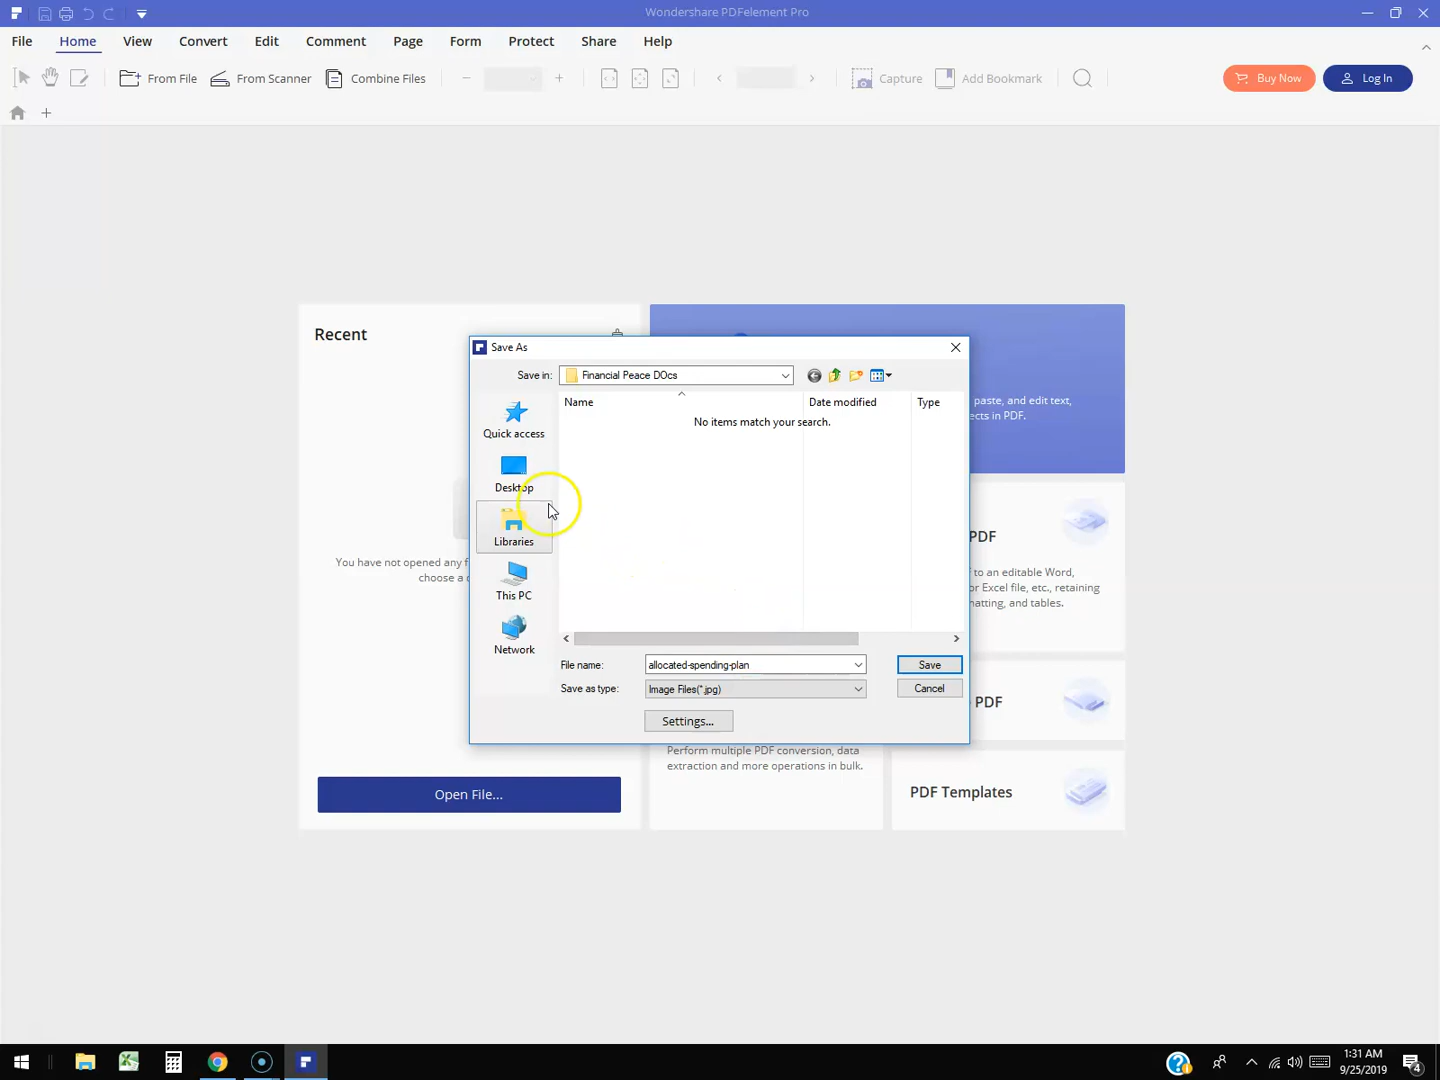 Wondershare PDFelement Pro
File Home View Convert Edit Comment Page Form Protect Share Help
From File From Scanner Combine Files Capture Add Bookmark Buy Now Log In
Recent
You have not opened any f
choose a d
Open File...
Save As
Save in: Financial Peace DOcs
Name Date modified Type
No items match your search.
Quick access
Desktop
Libraries
This PC
Network
File name: allocated-spending-plan Save
Save as type: Image Files(*.jpg) Cancel
Settings...
paste, and edit text,
ects in PDF.
PDF
F to an editable Word,
or Excel file, etc., retaining
matting, and tables.
PDF
Perform multiple PDF conversion, data
extraction and more operations in bulk.
PDF Templates
1:31 AM
9/25/2019
4